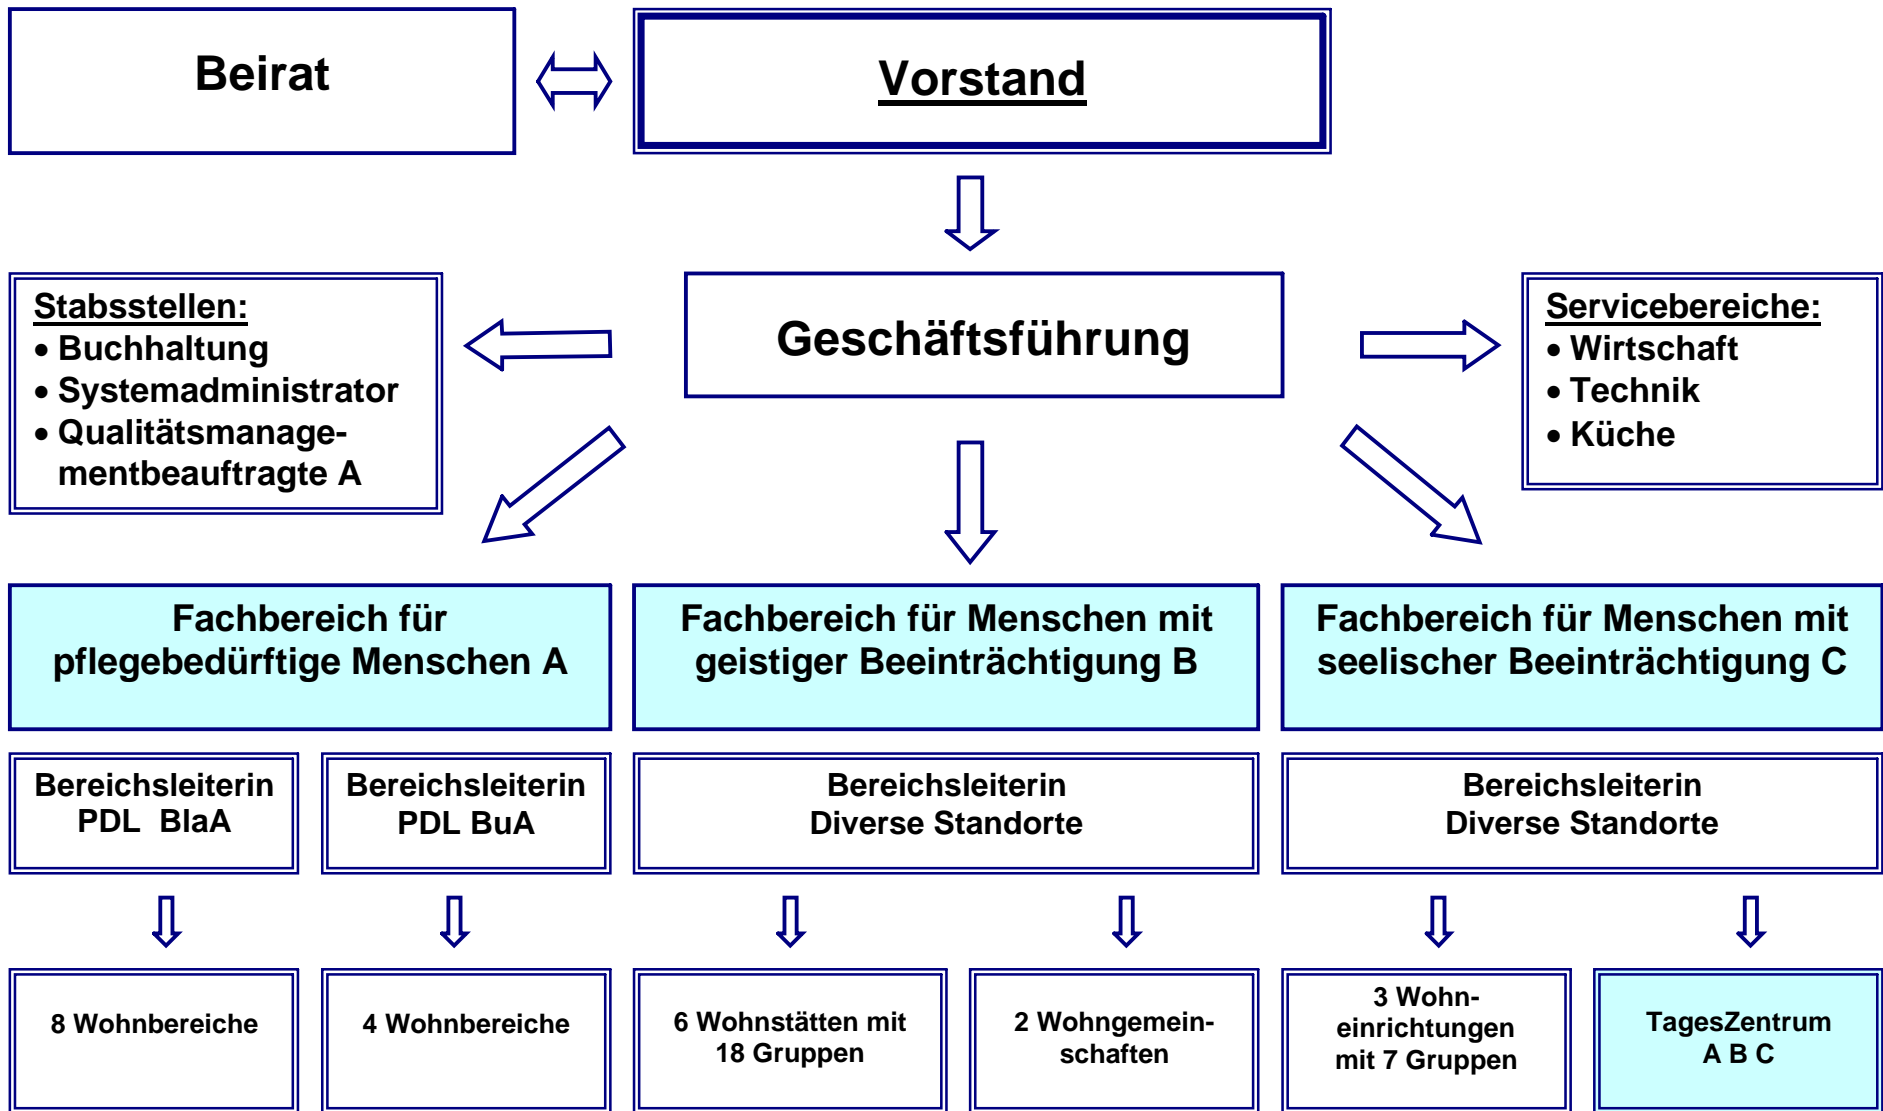 Beirat
Vorstand
Stabsstellen:
• Buchhaltung
• Systemadministrator
• Qualitätsmanage-
mentbeauftragte A
Geschäftsführung
Servicebereiche:
• Wirtschaft
• Technik
• Küche
Fachbereich für
pflegebedürftige Menschen A
Fachbereich für Menschen mit
geistiger Beeinträchtigung B
Fachbereich für Menschen mit
seelischer Beeinträchtigung C
Bereichsleiterin
PDL BlaA
Bereichsleiterin
PDL BuA
Bereichsleiterin
Diverse Standorte
Bereichsleiterin
Diverse Standorte
8 Wohnbereiche
4 Wohnbereiche
6 Wohnstätten mit
18 Gruppen
2 Wohngemein-
schaften
3 Wohn-
einrichtungen
mit 7 Gruppen
TagesZentrum
A B C